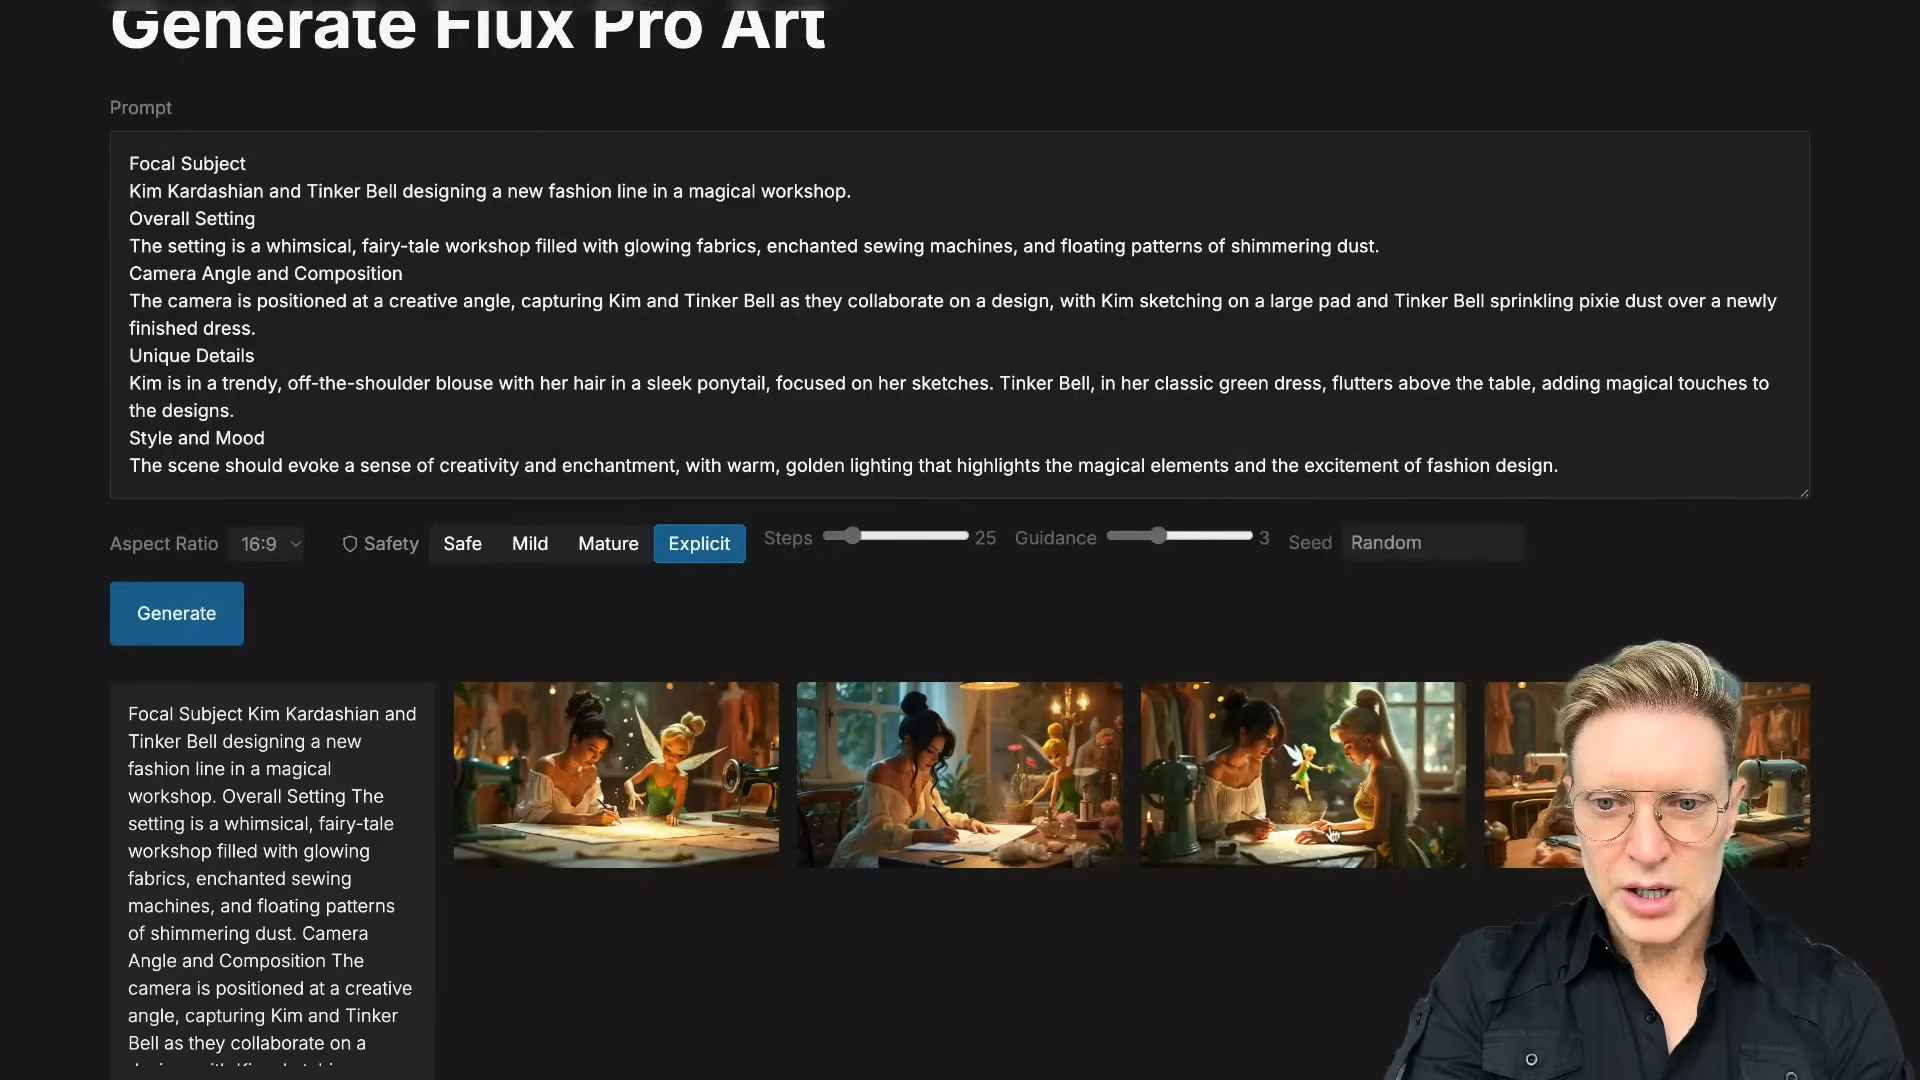 Generate Flux Pro Art
Prompt
Focal Subject
Kim Kardashian and Tinker Bell designing a new fashion line in a magical workshop.
Overall Setting
The setting is a whimsical, fairy-tale workshop filled with glowing fabrics, enchanted sewing machines, and floating patterns of shimmering dust.
Camera Angle and Composition
The camera is positioned at a creative angle, capturing Kim and Tinker Bell as they collaborate on a design, with Kim sketching on a large pad and Tinker Bell sprinkling pixie dust over a newly
finished dress.
Unique Details
Kim is in a trendy, off-the-shoulder blouse with her hair in a sleek ponytail, focused on her sketches. Tinker Bell, in her classic green dress, flutters above the table, adding magical touches to
the designs.
Style and Mood
The scene should evoke a sense of creativity and enchantment, with warm, golden lighting that highlights the magical elements and the excitement of fashion design.
Aspect Ratio 16:9 Safety Safe Mild Mature Explicit Steps 25 Guidance 3 Seed Random
Generate
Focal Subject Kim Kardashian and
Tinker Bell designing a new
fashion line in a magical
workshop. Overall Setting The
setting is a whimsical, fairy-tale
workshop filled with glowing
fabrics, enchanted sewing
machines, and floating patterns
of shimmering dust. Camera
Angle and Composition The
camera is positioned at a creative
angle, capturing Kim and Tinker
Bell as they collaborate on a